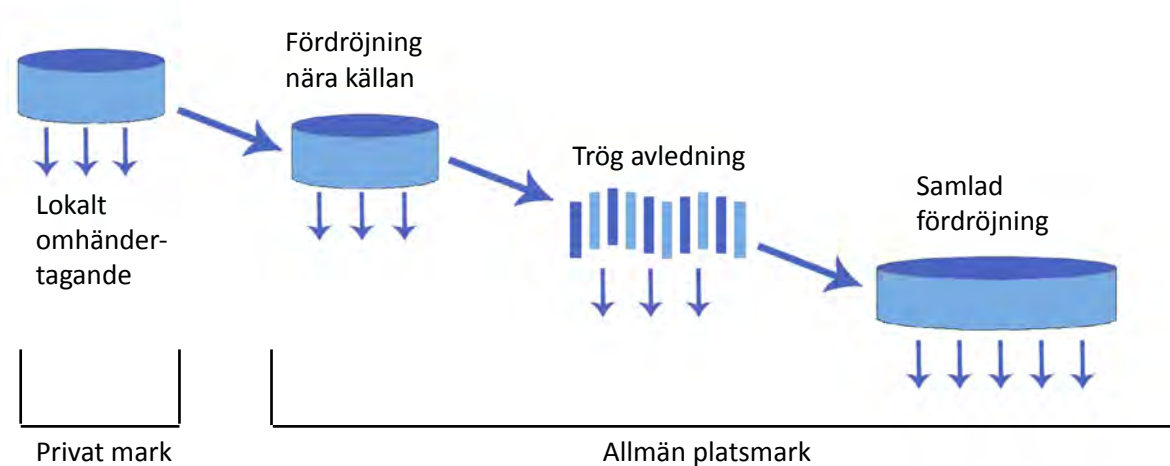 Fördröjning
nära källan
Lokalt
omhänder-
tagande
Trög avledning
Samlad
fördröjning
Privat mark
Allmän platsmark